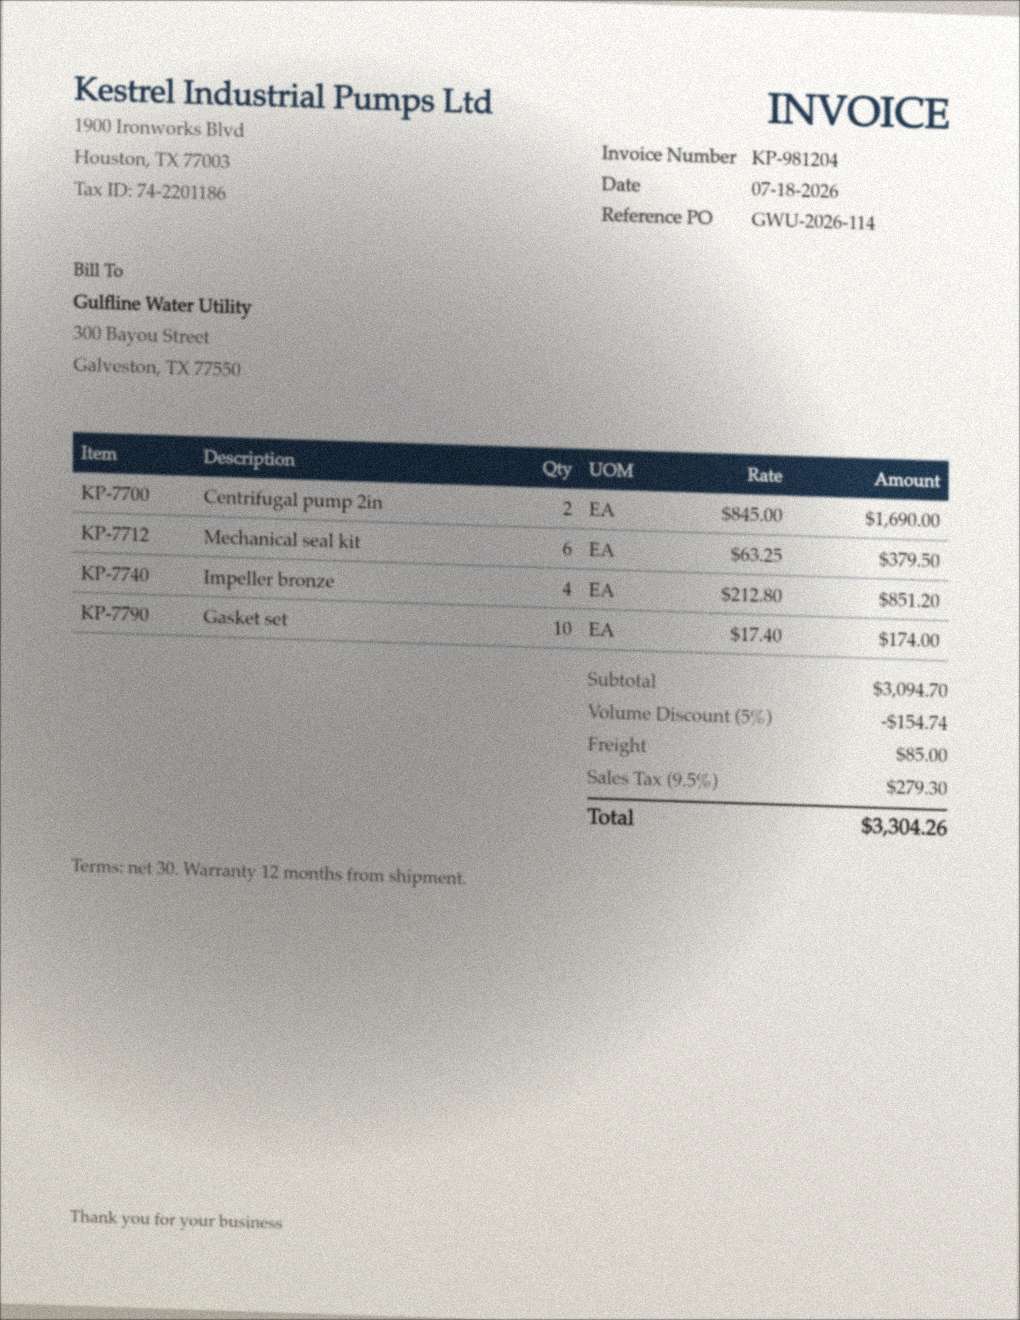 Kestrel Industrial Pumps Ltd
1900 Ironworks Blvd
Houston, TX 77003
Tax ID: 74-2201186
INVOICE
Invoice Number KP-981204
Date 07-18-2026
Reference PO GWU-2026-114
Bill To
Gulfline Water Utility
300 Bayou Street
Galveston, TX 77550
Item Description Qty UOM Rate Amount
KP-7700 Centrifugal pump 2in 2 EA $845.00 $1,690.00
KP-7712 Mechanical seal kit 6 EA $63.25 $379.50
KP-7740 Impeller bronze 4 EA $212.80 $851.20
KP-7790 Gasket set 10 EA $17.40 $174.00
Subtotal $3,094.70
Volume Discount (5%) -$154.74
Freight $85.00
Sales Tax (9.5%) $279.30
Total $3,304.26
Terms: net 30. Warranty 12 months from shipment.
Thank you for your business